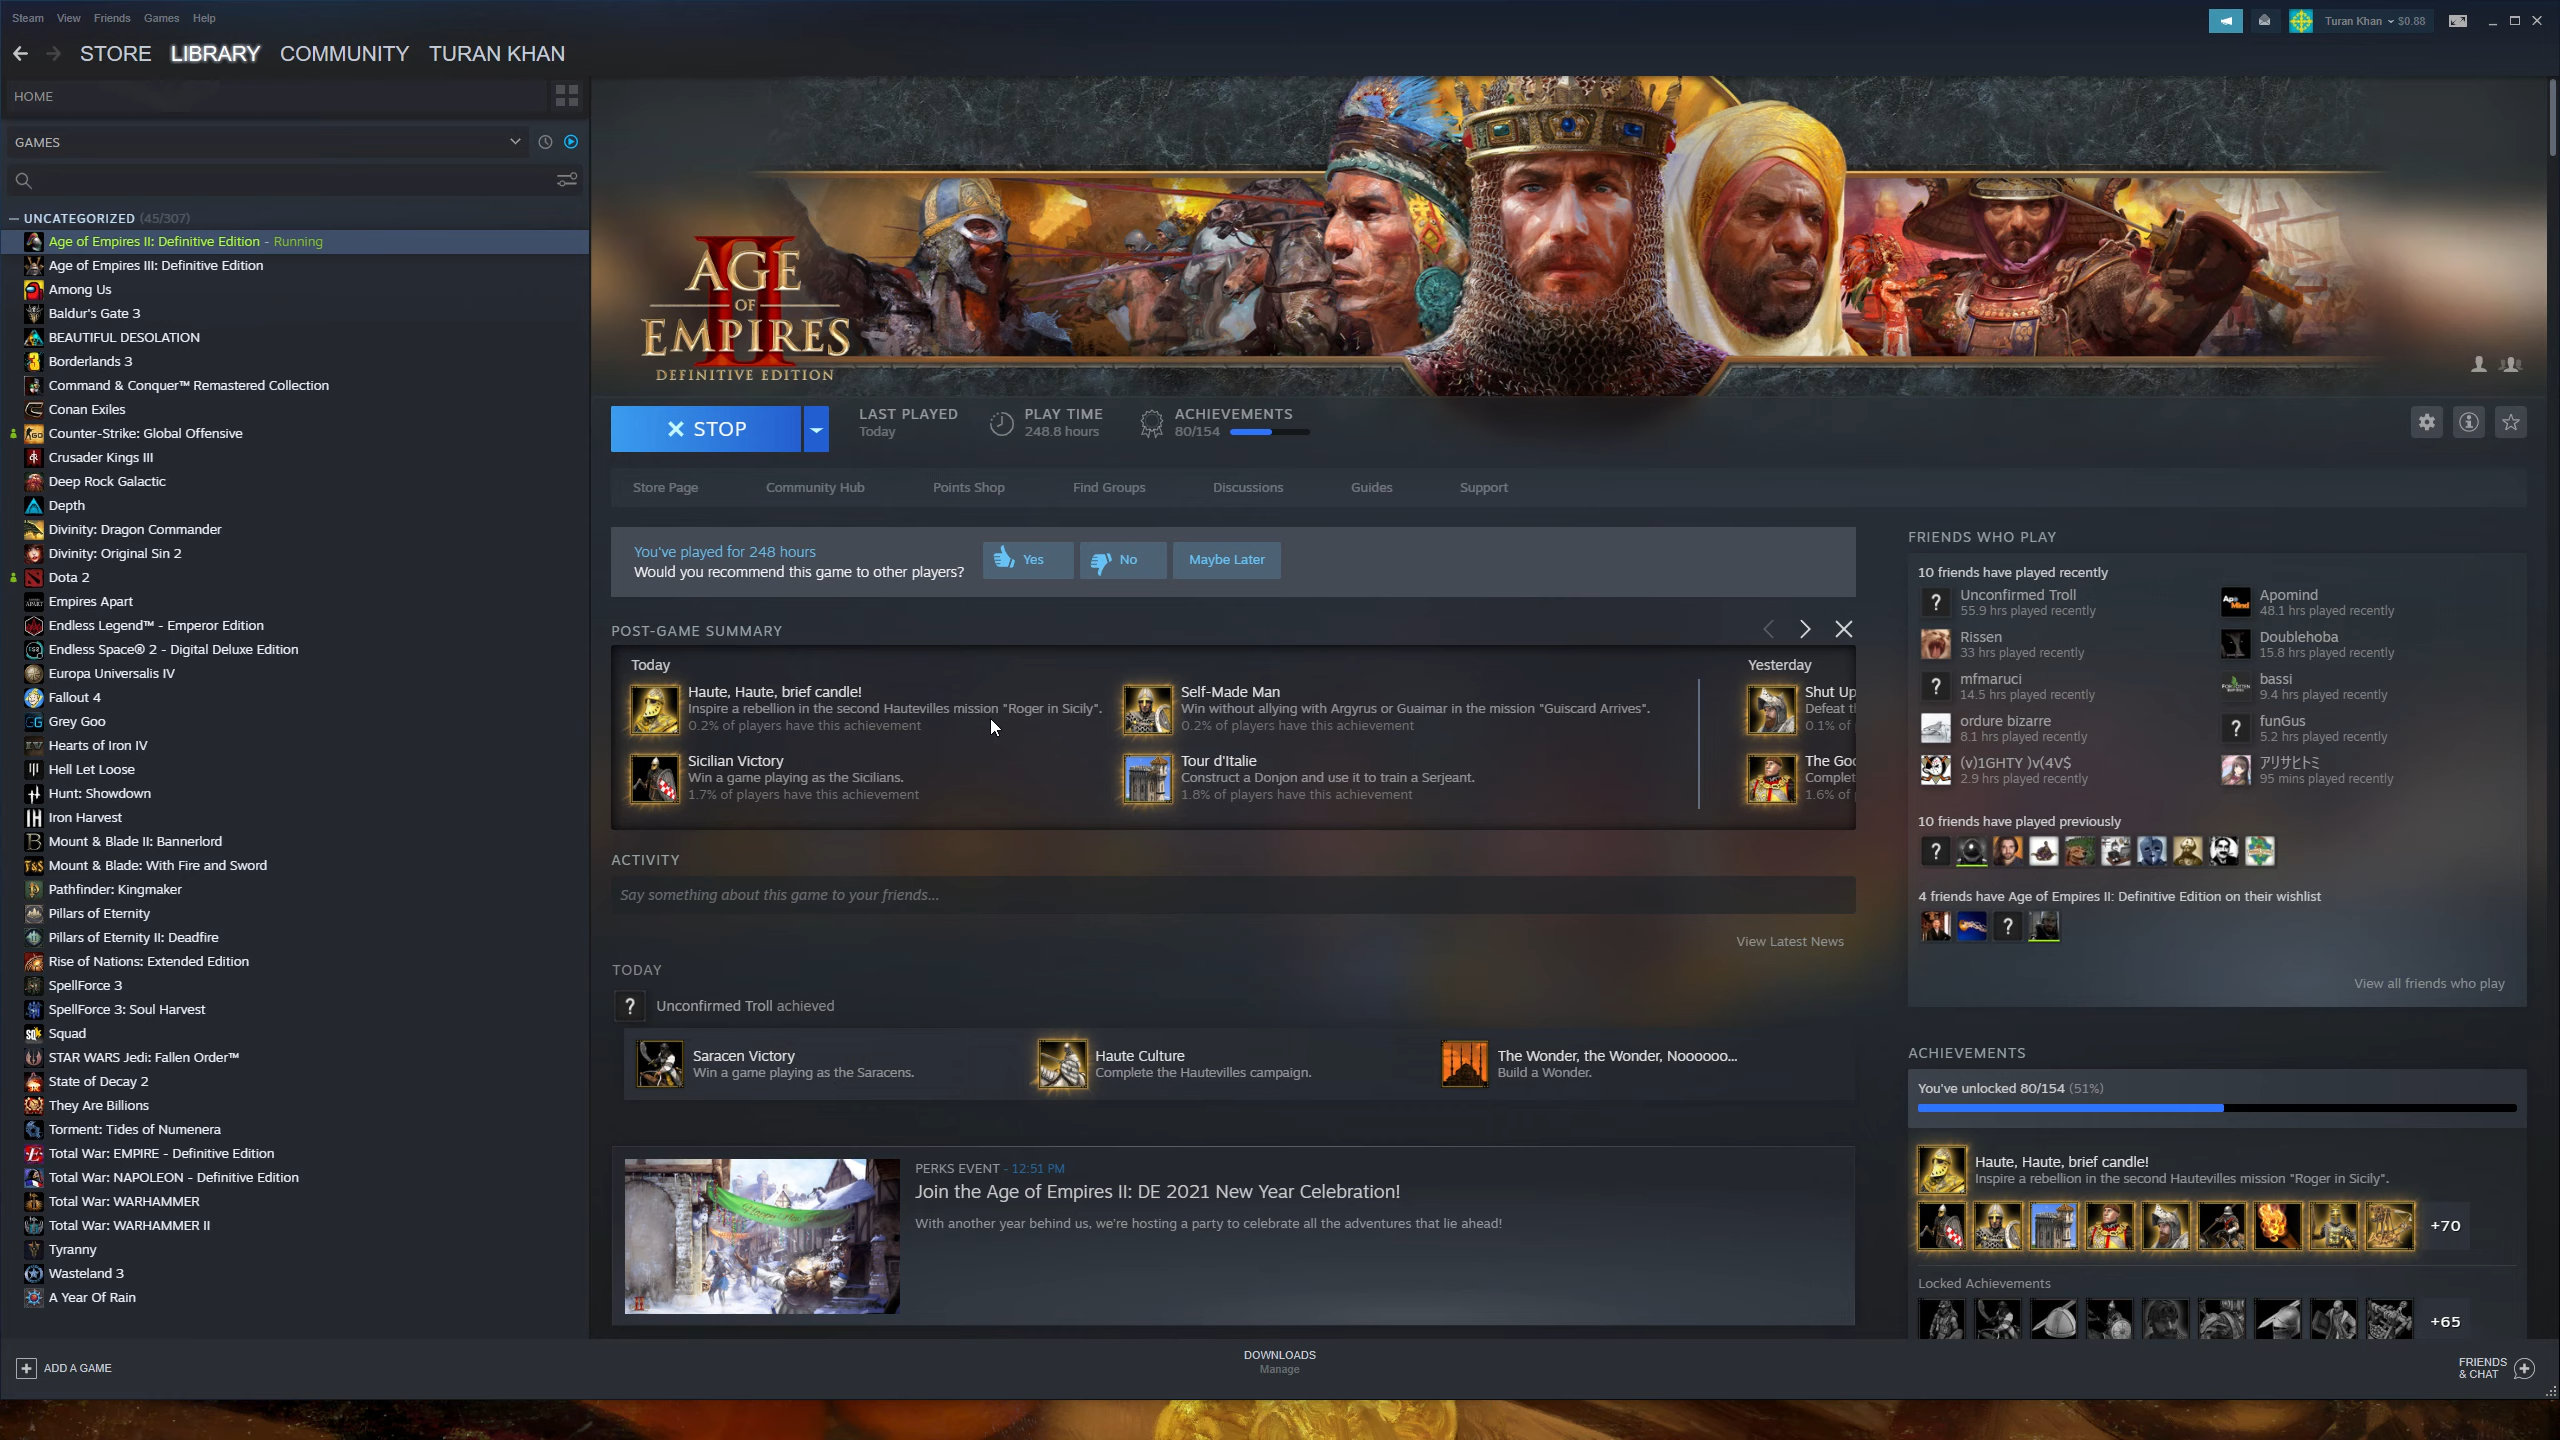 Steam View Friends Games Help
Turan Khan $0.88
STORE LIBRARY COMMUNITY TURAN KHAN
HOME
GAMES
UNCATEGORIZED (45/307)
Age of Empires II: Definitive Edition - Running
Age of Empires III: Definitive Edition
Among Us
Baldur's Gate 3
BEAUTIFUL DESOLATION
Borderlands 3
Command & Conquer™ Remastered Collection
Conan Exiles
Counter-Strike: Global Offensive
Crusader Kings III
Deep Rock Galactic
Depth
Divinity: Dragon Commander
Divinity: Original Sin 2
Dota 2
Empires Apart
Endless Legend™ - Emperor Edition
Endless Space® 2 - Digital Deluxe Edition
Europa Universalis IV
Fallout 4
Grey Goo
Hearts of Iron IV
Hell Let Loose
Hunt: Showdown
Iron Harvest
Mount & Blade II: Bannerlord
Mount & Blade: With Fire and Sword
Pathfinder: Kingmaker
Pillars of Eternity
Pillars of Eternity II: Deadfire
Rise of Nations: Extended Edition
SpellForce 3
SpellForce 3: Soul Harvest
Squad
STAR WARS Jedi: Fallen Order™
State of Decay 2
They Are Billions
Torment: Tides of Numenera
Total War: EMPIRE - Definitive Edition
Total War: NAPOLEON - Definitive Edition
Total War: WARHAMMER
Total War: WARHAMMER II
Tyranny
Wasteland 3
A Year Of Rain
ADD A GAME
AGE
OF
EMPIRES
II
DEFINITIVE EDITION
STOP
LAST PLAYED
Today
PLAY TIME
248.8 hours
ACHIEVEMENTS
80/154
Store Page Community Hub Points Shop Find Groups Discussions Guides Support
You've played for 248 hours
Would you recommend this game to other players?
Yes No Maybe Later
POST-GAME SUMMARY
Today
Haute, Haute, brief candle!
Inspire a rebellion in the second Hautevilles mission "Roger in Sicily".
0.2% of players have this achievement
Self-Made Man
Win without allying with Argyrus or Guaimar in the mission "Guiscard Arrives".
0.2% of players have this achievement
Sicilian Victory
Win a game playing as the Sicilians.
1.7% of players have this achievement
Tour d'Italie
Construct a Donjon and use it to train a Serjeant.
1.8% of players have this achievement
Yesterday
Shut Up
Defeat
0.1% of
The
Complet
1.6% of
ACTIVITY
Say something about this game to your friends...
View Latest News
TODAY
? Unconfirmed Troll achieved
Saracen Victory
Win a game playing as the Saracens.
Haute Culture
Complete the Hautevilles campaign.
The Wonder, the Wonder, Noooooo...
Build a Wonder.
PERKS EVENT - 12:51 PM
Join the Age of Empires II: DE 2021 New Year Celebration!
With another year behind us, we're hosting a party to celebrate all the adventures that lie ahead!
FRIENDS WHO PLAY
10 friends have played recently
Unconfirmed Troll
55.9 hrs played recently
Apomind
48.1 hrs played recently
Rissen
33 hrs played recently
Doublehoba
15.8 hrs played recently
mfmaruci
14.5 hrs played recently
bassi
9.4 hrs played recently
ordure bizarre
8.1 hrs played recently
funGus
5.2 hrs played recently
(v)1GHTY )v(4V$
2.9 hrs played recently
アリサヒトミ
95 mins played recently
10 friends have played previously
4 friends have Age of Empires II: Definitive Edition on their wishlist
View all friends who play
ACHIEVEMENTS
You've unlocked 80/154 (51%)
Haute, Haute, brief candle!
Inspire a rebellion in the second Hautevilles mission "Roger in Sicily".
+70
Locked Achievements
+65
DOWNLOADS
Manage
FRIENDS
& CHAT